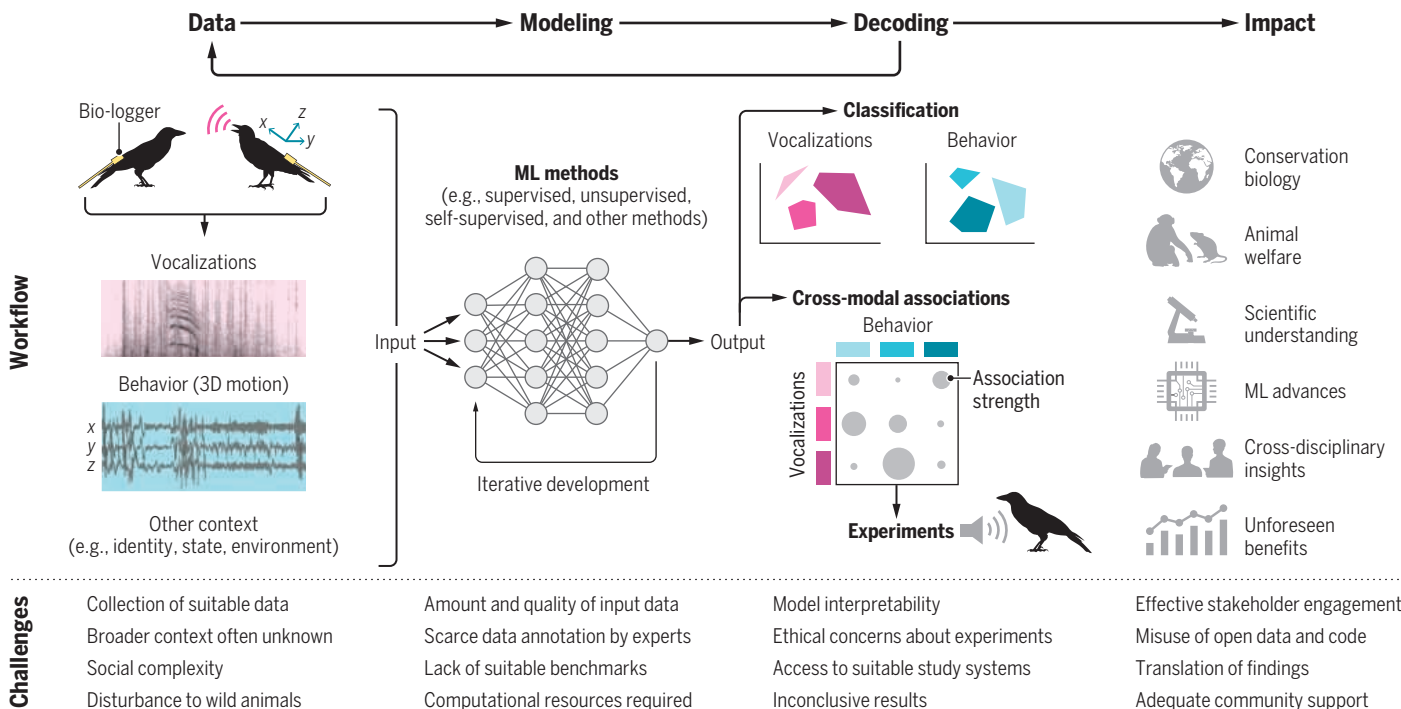 Data
Modeling
Decoding
Impact
Workflow
Bio-logger
x
z
y
Vocalizations
Behavior (3D motion)
x
y
z
Other context
(e.g., identity, state, environment)
ML methods
(e.g., supervised, unsupervised,
self-supervised, and other methods)
Input
Output
Iterative development
Classification
Vocalizations
Behavior
Cross-modal associations
Behavior
Vocalizations
Association
strength
Experiments
Conservation
biology
Animal
welfare
Scientific
understanding
ML advances
Cross-disciplinary
insights
Unforeseen
benefits
Challenges
Collection of suitable data
Broader context often unknown
Social complexity
Disturbance to wild animals
Amount and quality of input data
Scarce data annotation by experts
Lack of suitable benchmarks
Computational resources required
Model interpretability
Ethical concerns about experiments
Access to suitable study systems
Inconclusive results
Effective stakeholder engagement
Misuse of open data and code
Translation of findings
Adequate community support